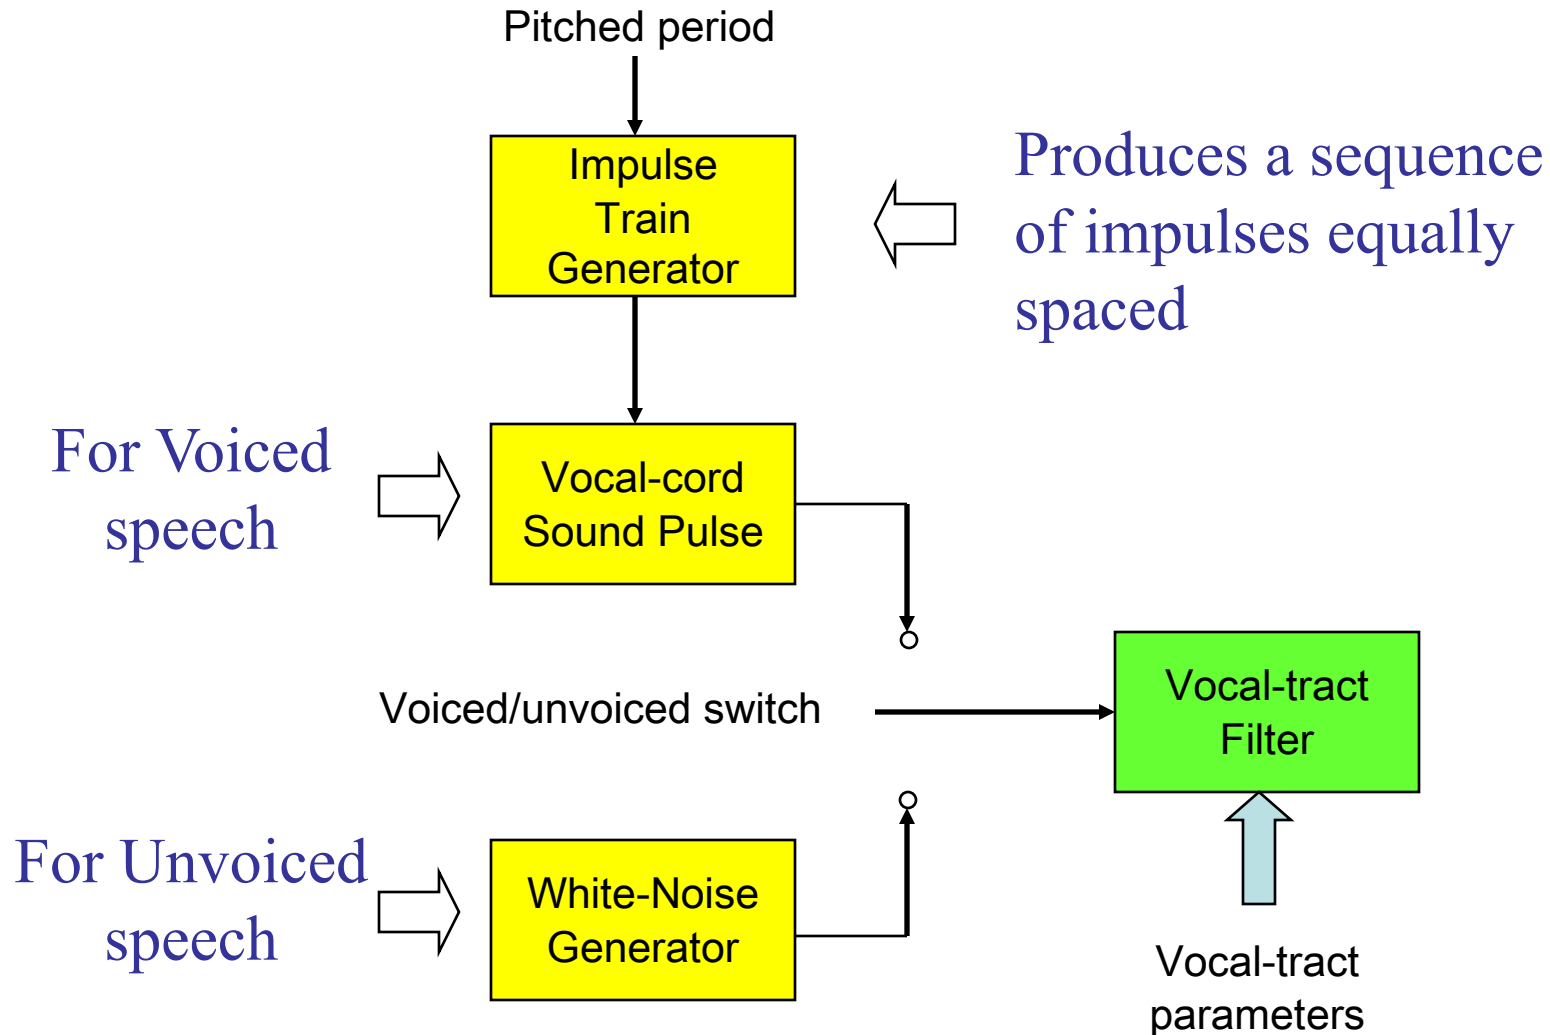 Pitched period
Impulse
Train
Generator
Produces a sequence
of impulses equally
spaced
For Voiced
speech
Vocal-cord
Sound Pulse
Voiced/unvoiced switch
Vocal-tract
Filter
For Unvoiced
speech
White-Noise
Generator
Vocal-tract
parameters